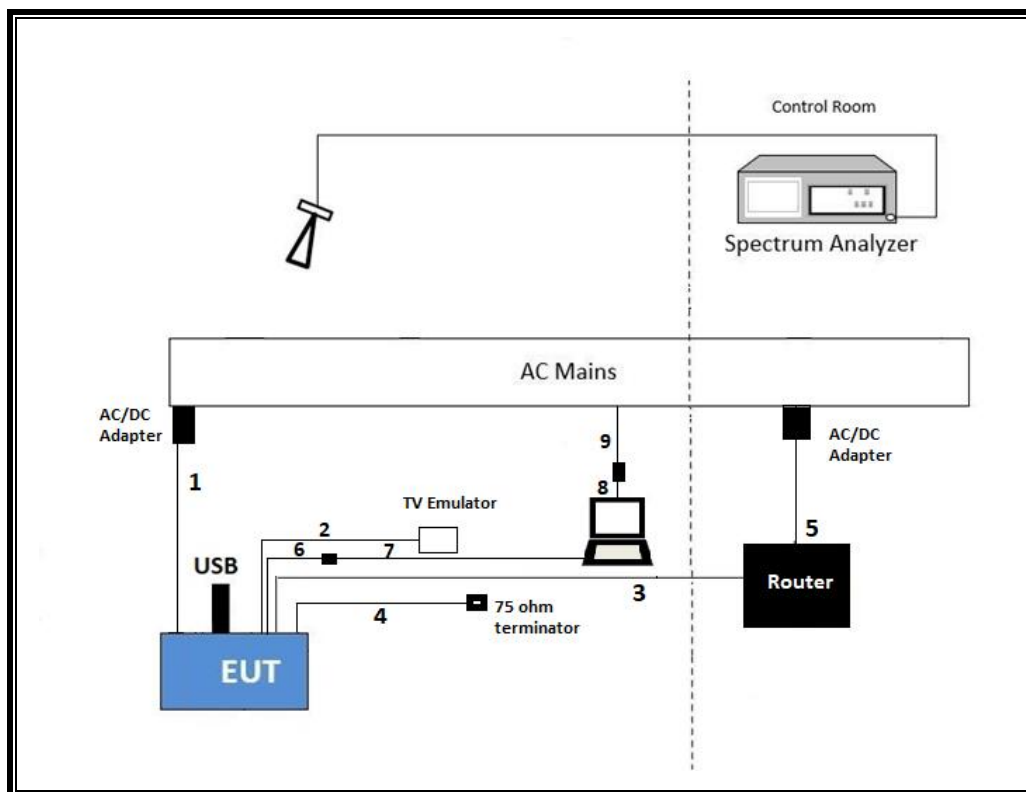 Control Room
Spectrum Analyzer
AC Mains
AC/DC
Adapter
AC/DC
Adapter
9
1
8
TV Emulator
2
5
6
7
USB
3
Router
4
75 ohm
terminator
EUT